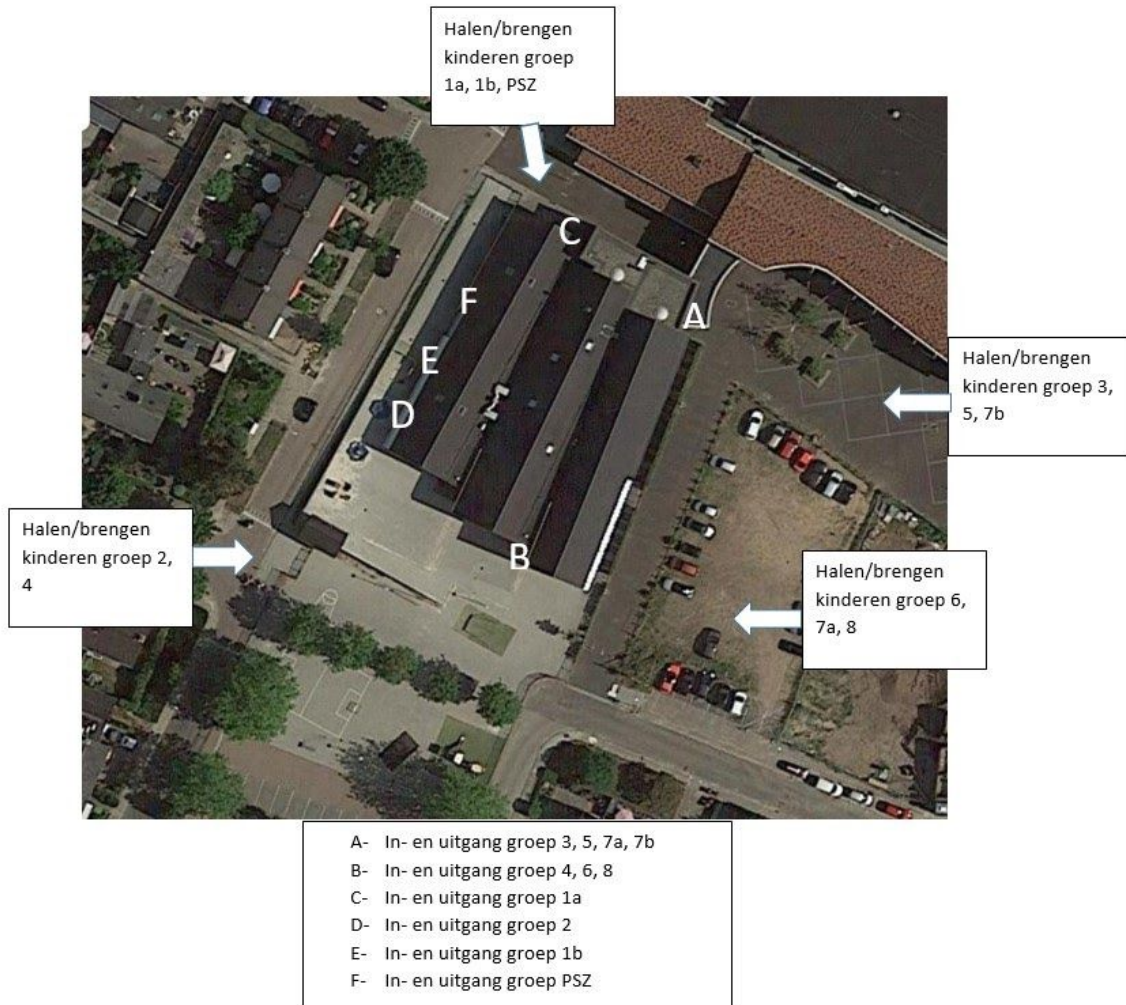 Halen/brengen
kinderen groep
1a, 1b, PSZ
C
F
A
E
Halen/brengen
kinderen groep 3,
5, 7b
D
Halen/brengen
kinderen groep 2,
4
B
Halen/brengen
kinderen groep 6,
7a, 8
A- In- en uitgang groep 3, 5, 7a, 7b
B- In- en uitgang groep 4, 6, 8
C- In- en uitgang groep 1a
D- In- en uitgang groep 2
E- In- en uitgang groep 1b
F- In- en uitgang groep PSZ